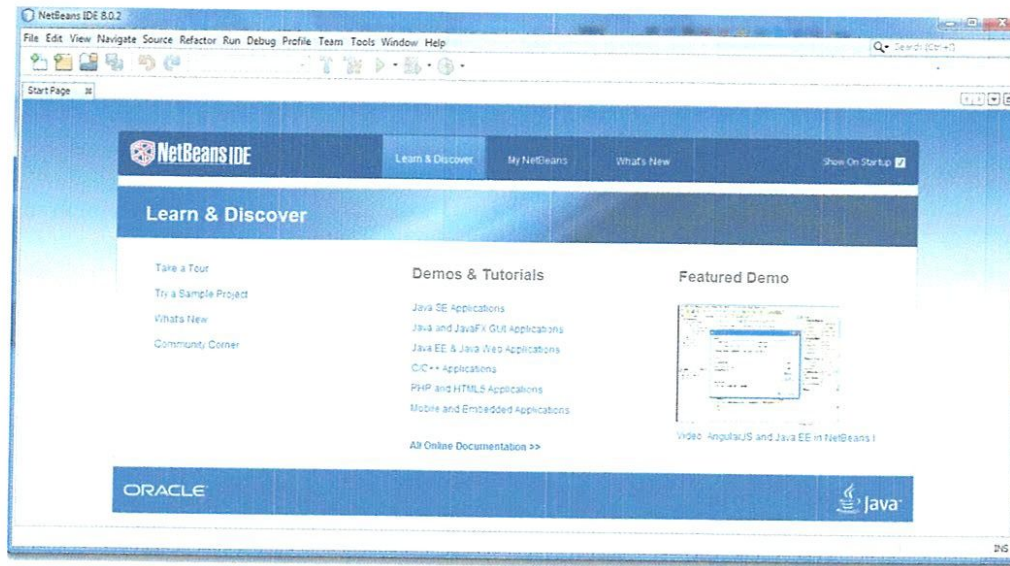 NetBeans IDE 8.0.2
File Edit View Navigate Source Refactor Run Debug Profile Team Tools Window Help
Search (Ctrl+I)
Start Page
NetBeans IDE
Learn & Discover
My NetBeans
What's New
Show On Startup
Learn & Discover
Take a Tour
Try a Sample Project
What's New
Community Corner
Demos & Tutorials
Java SE Applications
Java and JavaFX GUI Applications
Java EE & Java Web Applications
C/C++ Applications
PHP and HTML5 Applications
Mobile and Embedded Applications
All Online Documentation >>
Featured Demo
Video: AngularJS and Java EE in NetBeans I
ORACLE
Java
INS